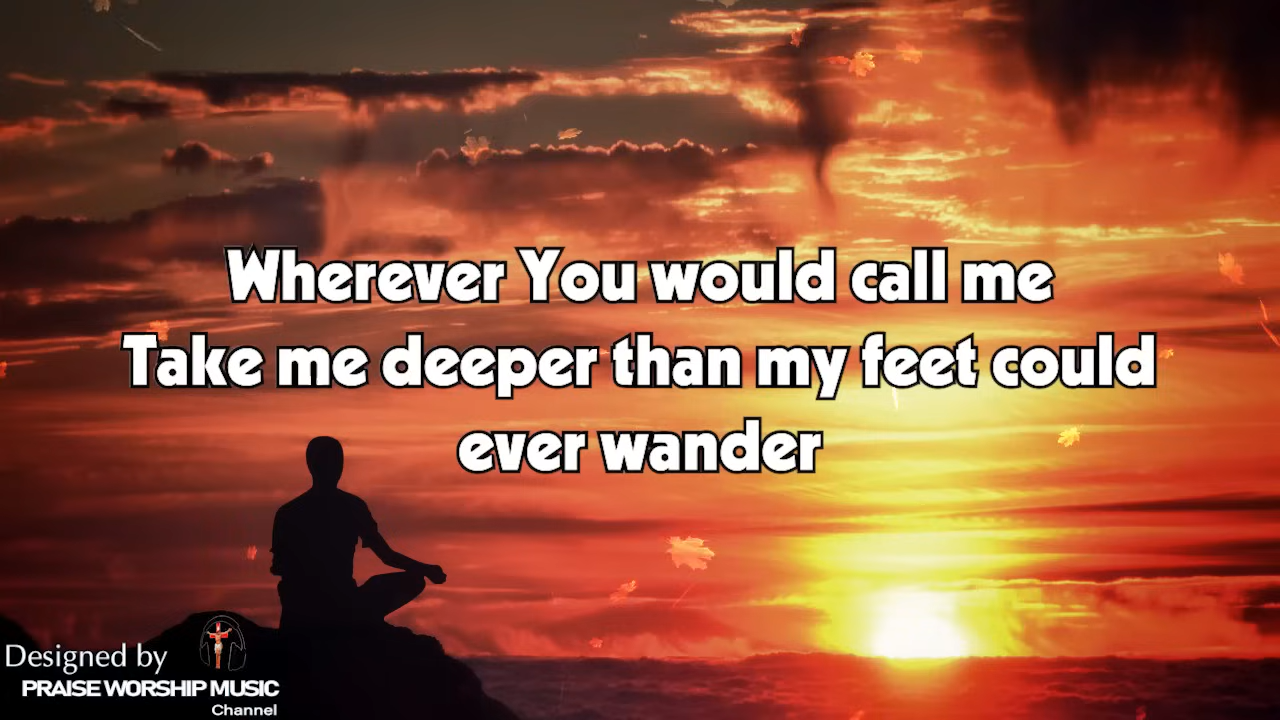 Wherever You would call me
Take me deeper than my feet could
ever wander
Designed by
PRAISE WORSHIP MUSIC
Channel